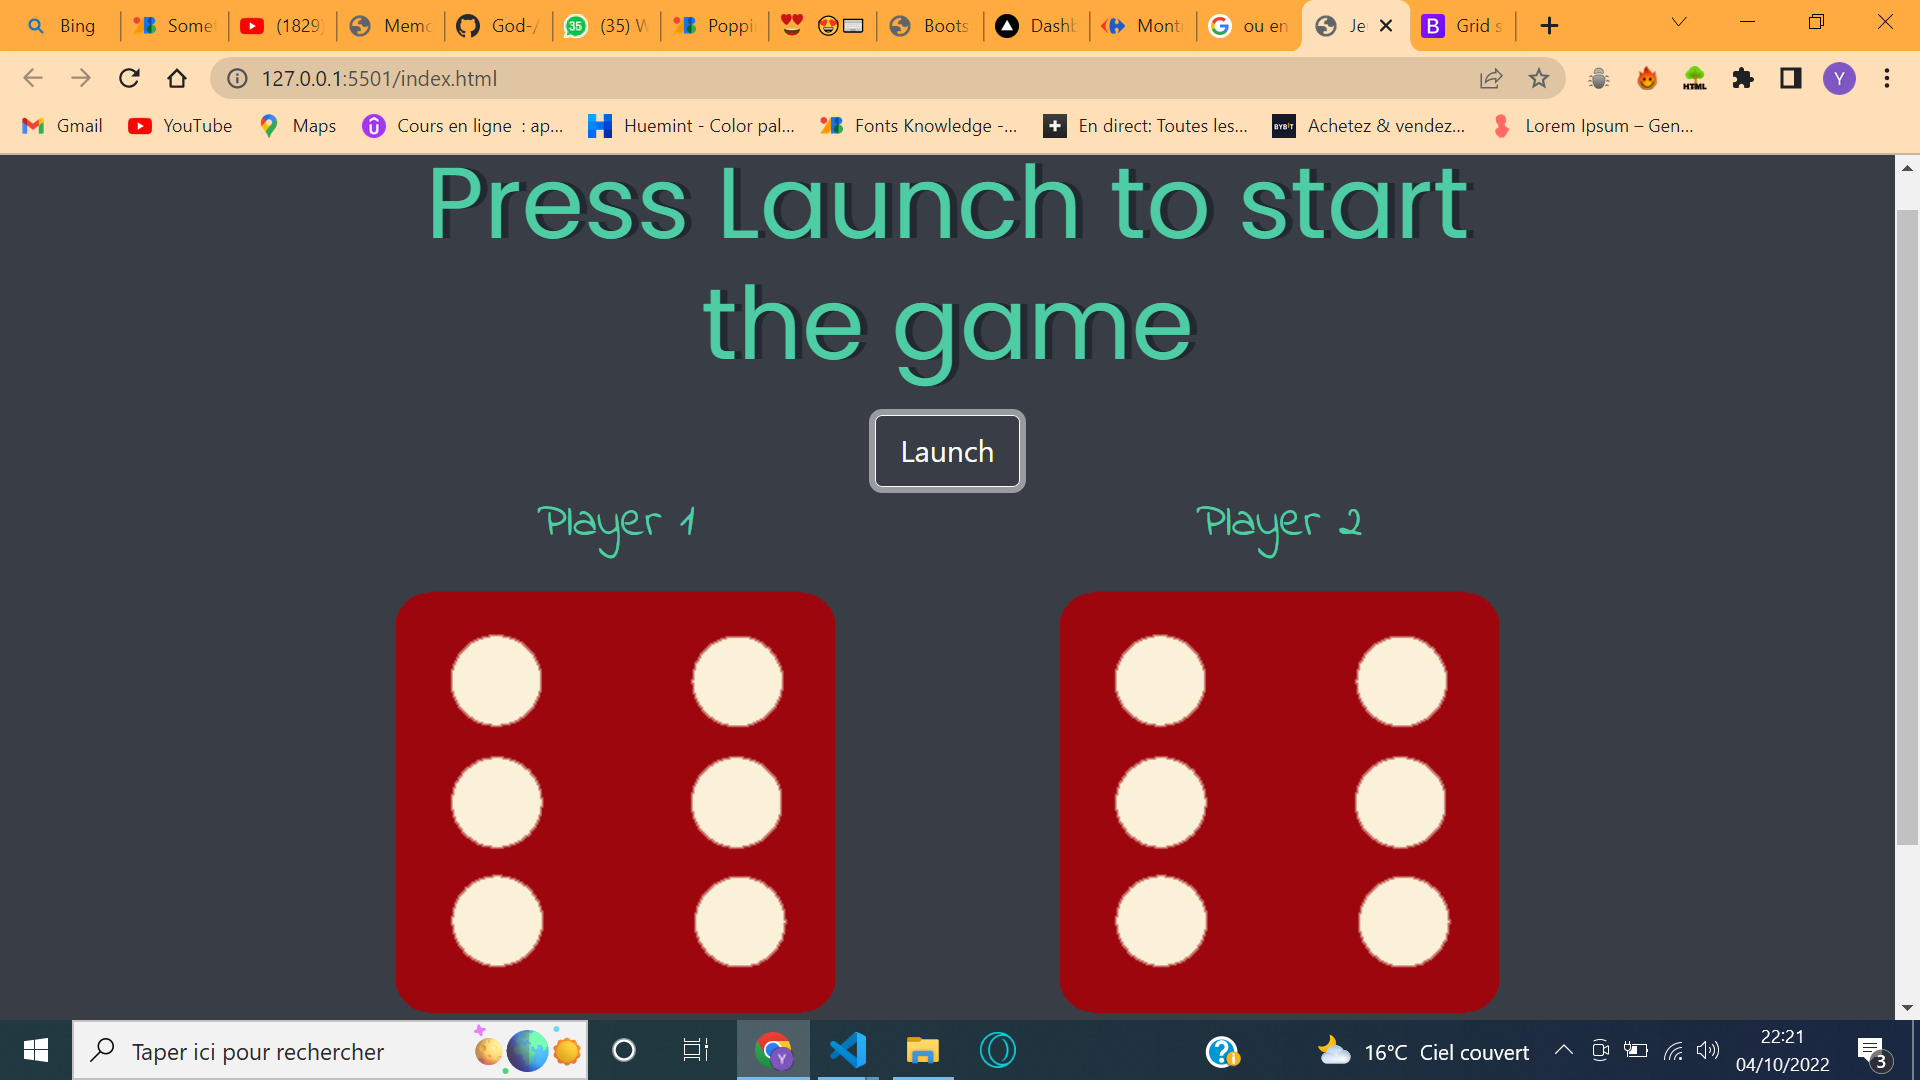 Bing
Somet
(1829)
Memo
God-/
(35) W
Poppi
Boots
Dashb
Mont
ou en
Je
Grid s
127.0.0.1:5501/index.html
HTML
Y
Gmail
YouTube
Maps
Cours en ligne : ap...
Huemint - Color pal...
Fonts Knowledge -...
En direct: Toutes les...
Achetez & vendez...
Lorem Ipsum – Gen...
Press Launch to start
the game
Launch
Player 1
Player 2
Taper ici pour rechercher
16°C Ciel couvert
22:21
04/10/2022
3